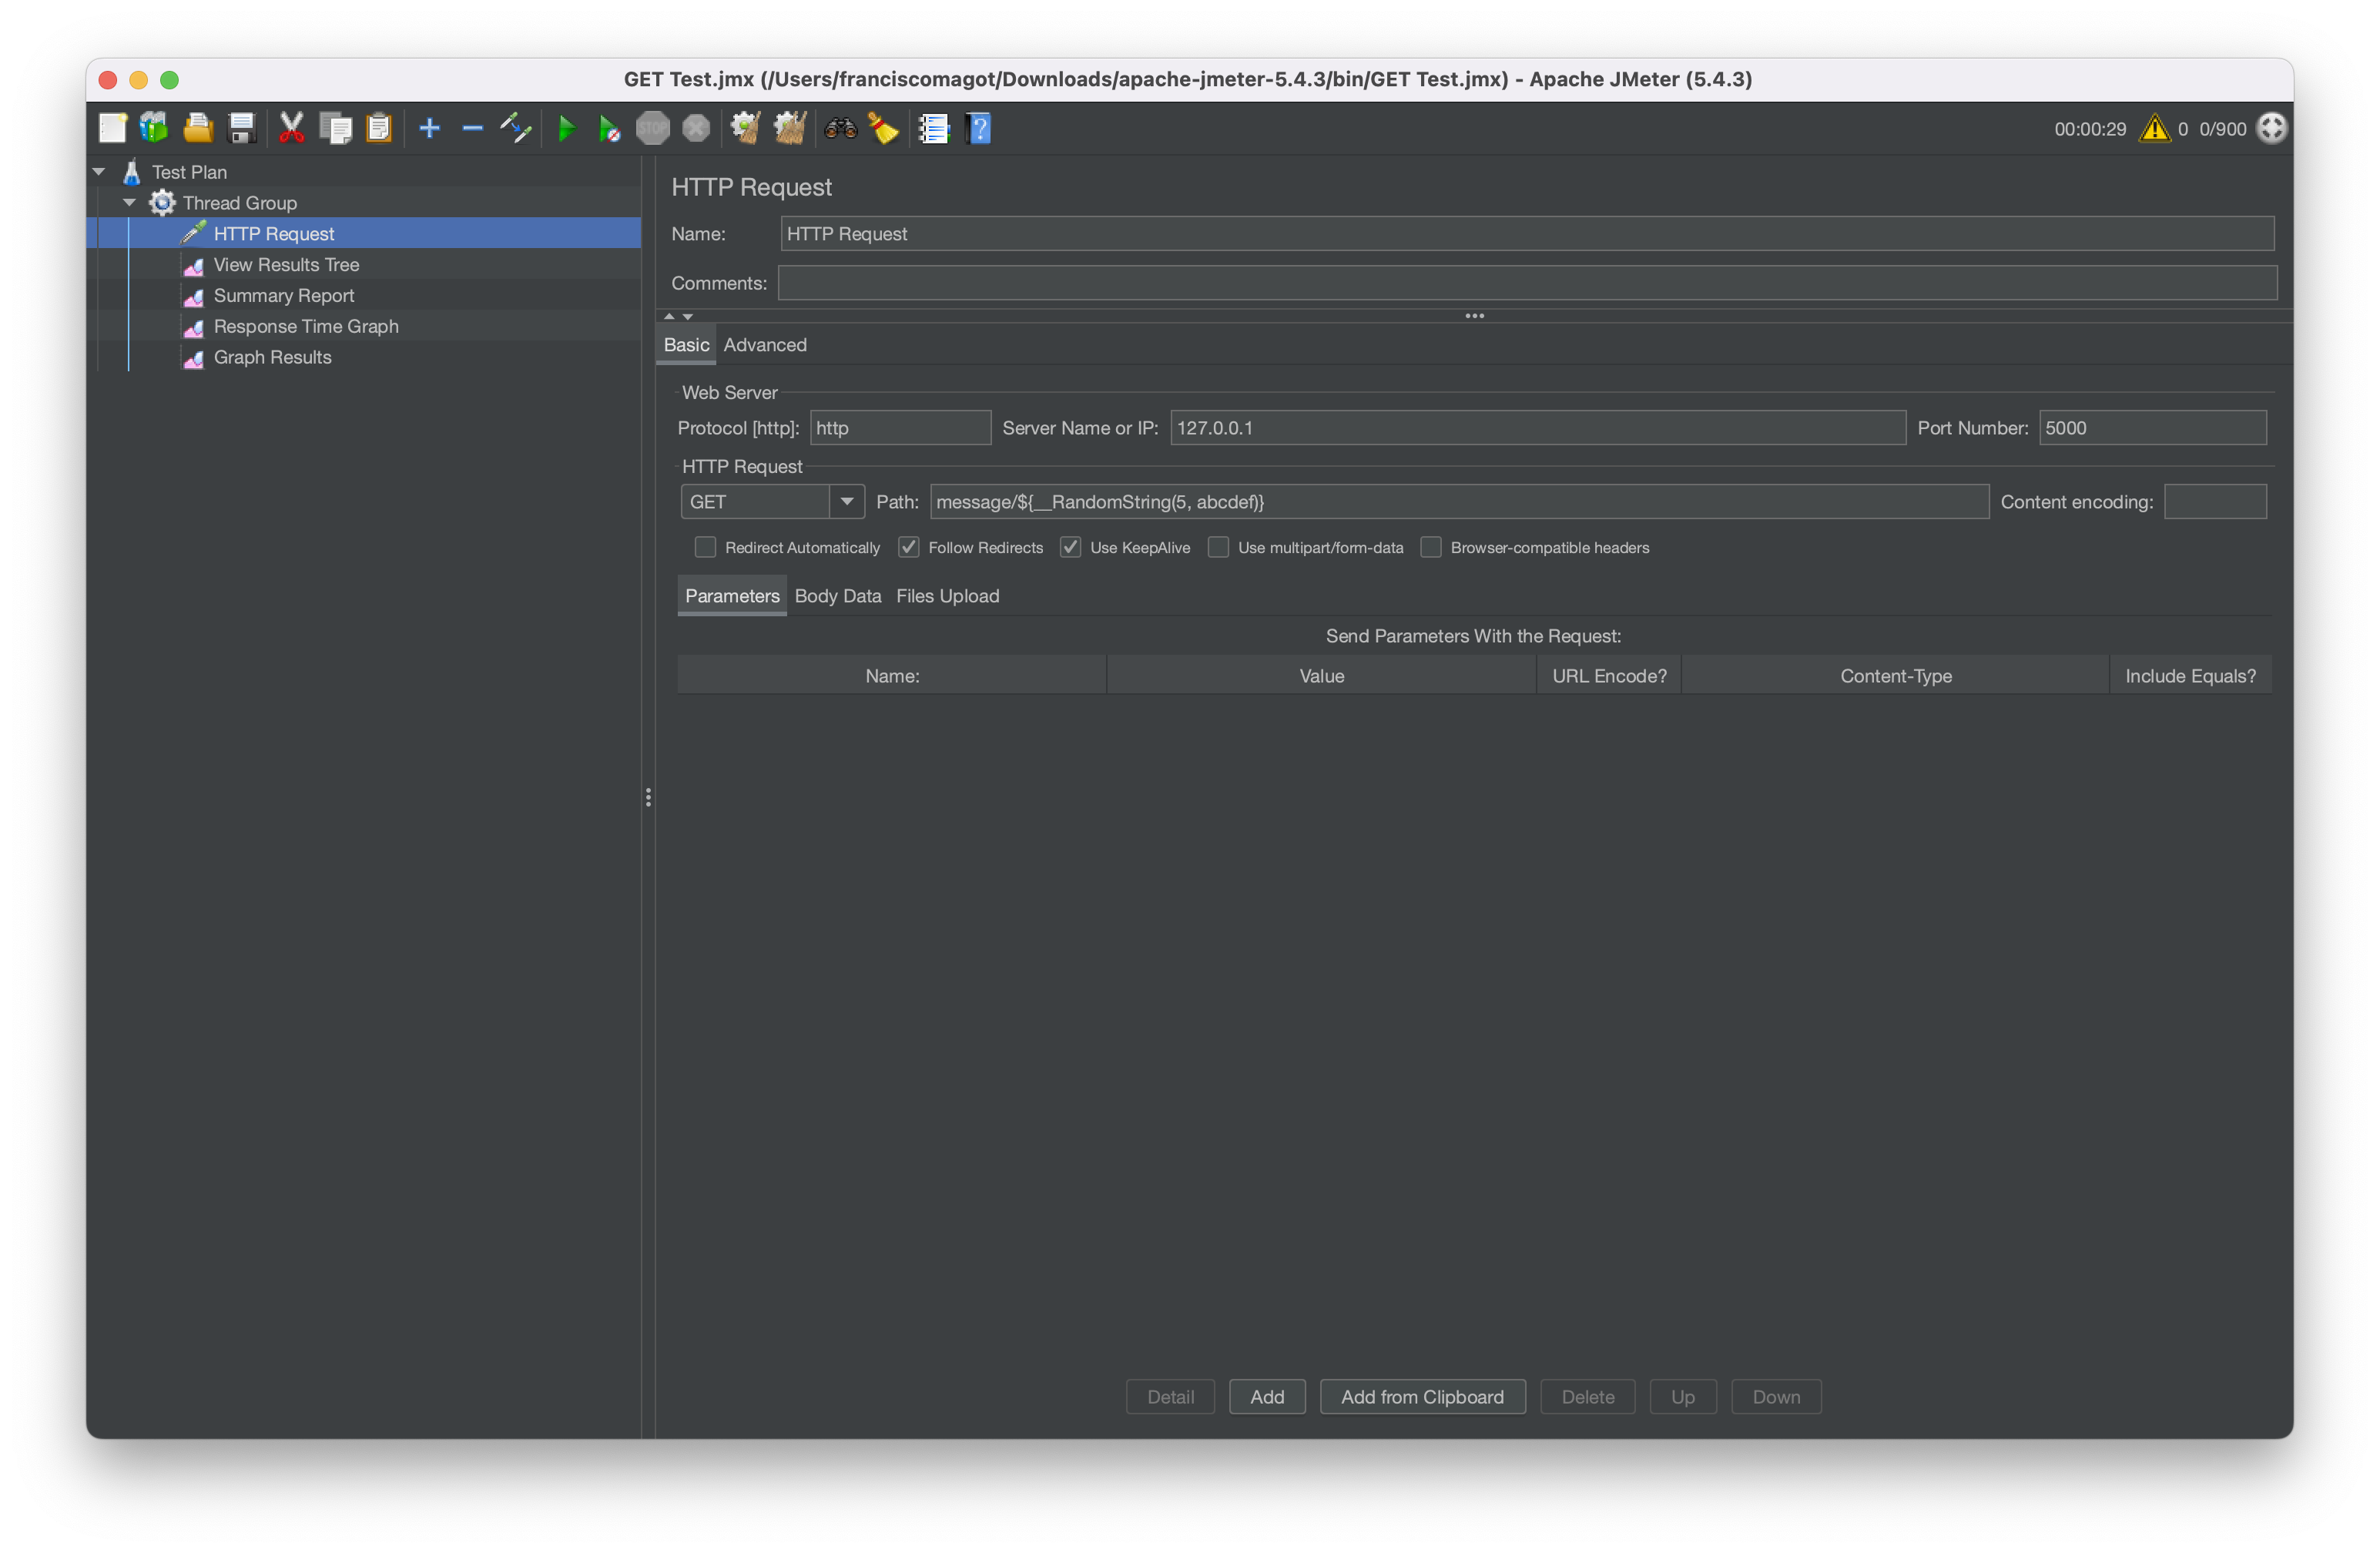 GET Test.jmx (/Users/franciscomagot/Downloads/apache-jmeter-5.4.3/bin/GET Test.jmx) - Apache JMeter (5.4.3)
STOP
00:00:29 0 0/900
Test Plan
Thread Group
HTTP Request
View Results Tree
Summary Report
Response Time Graph
Graph Results
HTTP Request
Name: HTTP Request
Comments:
Basic Advanced
Web Server
Protocol [http]: http Server Name or IP: 127.0.0.1 Port Number: 5000
HTTP Request
GET Path: message/${__RandomString(5, abcdef)} Content encoding:
Redirect Automatically Follow Redirects Use KeepAlive Use multipart/form-data Browser-compatible headers
Parameters Body Data Files Upload
Send Parameters With the Request:
Name: Value URL Encode? Content-Type Include Equals?
Detail Add Add from Clipboard Delete Up Down